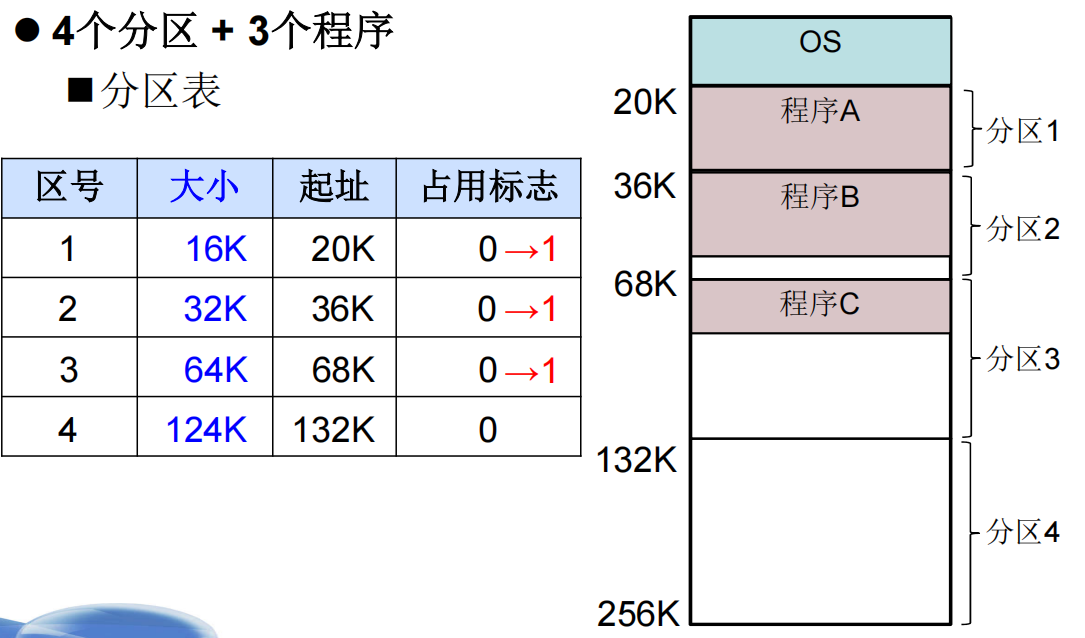 ● 4个分区 + 3个程序
■ 分区表
区号 大小 起址 占用标志
1 16K 20K 0→1
2 32K 36K 0→1
3 64K 68K 0→1
4 124K 132K 0
OS
20K 程序A 分区1
36K 程序B 分区2
68K 程序C 分区3
132K 分区4
256K